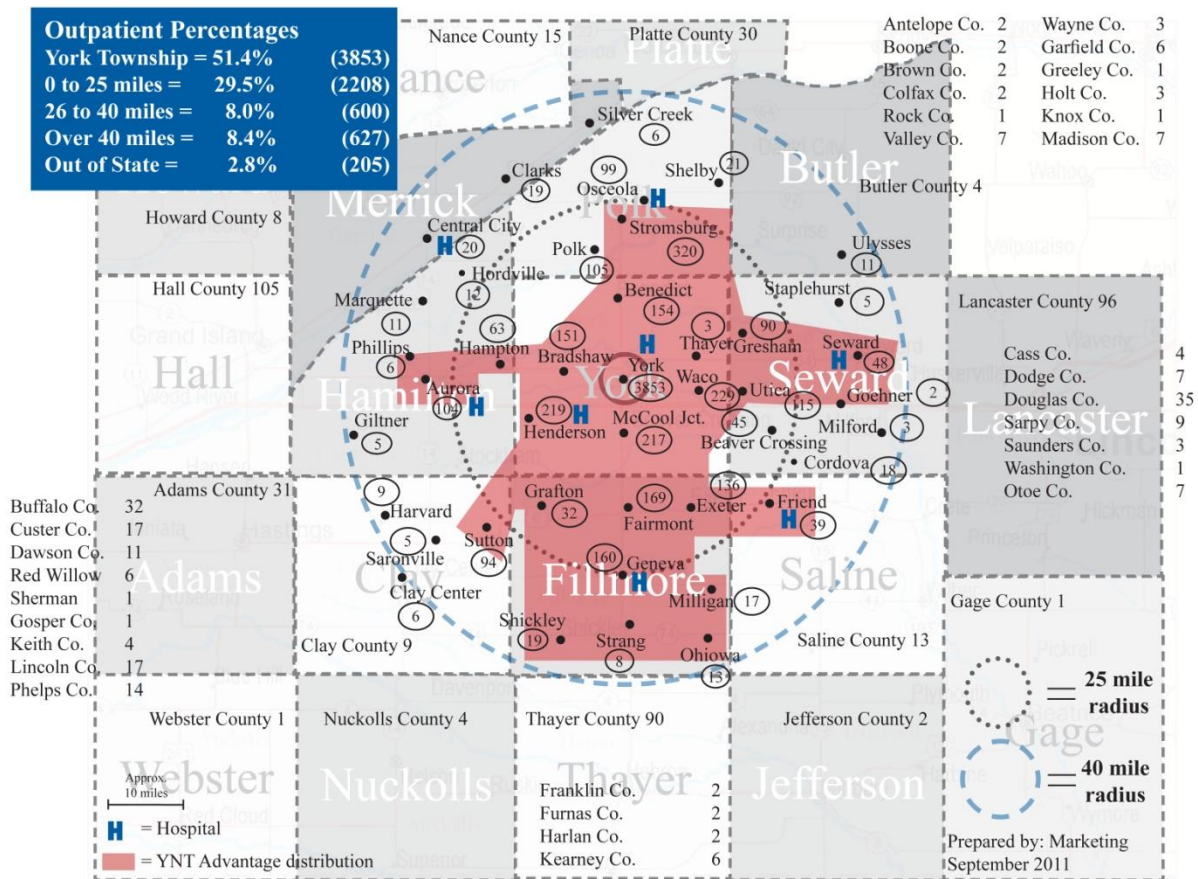 Outpatient Percentages
York Township = 51.4% (3853)
0 to 25 miles = 29.5% (2208)
26 to 40 miles = 8.0% (600)
Over 40 miles = 8.4% (627)
Out of State = 2.8% (205)
Nance County 15
Platte County 30
Antelope Co. 2 Wayne Co. 3
Boone Co. 2 Garfield Co. 6
Brown Co. 2 Greeley Co. 1
Colfax Co. 2 Holt Co. 3
Rock Co. 1 Knox Co. 1
Valley Co. 7 Madison Co. 7
ance
Platte
Silver Creek
6
Clarks
19
99
Osceola
Shelby
21
Polk
Merrick
Butler
Butler County 4
Howard County 8
Central City
20
H
H
Stromsburg
320
Polk
105
Ulysses
11
Hordville
12
Hall County 105
Marquette
11
Benedict
154
Staplehurst
5
Lancaster County 96
63
Hampton
151
Bradshaw
3
Thayer
90
Gresham
Seward
48
H
H
Phillips
6
Hall
Hamilton
Aurora
104
H
York
York
3853
Waco
229
Utica
Seward
Goehner
2
Cass Co. 4
Dodge Co. 7
Douglas Co. 35
Sarpy Co. 9
Saunders Co. 3
Washington Co. 1
Otoe Co. 7
Lancaster
Giltner
5
219
Henderson
H
McCool Jct.
217
45
Beaver Crossing
15
Milford
3
Cordova
18
Adams County 31
Buffalo Co. 32
Custer Co. 17
Dawson Co. 11
Red Willow 6
Sherman 1
Gosper Co. 1
Keith Co. 4
Lincoln Co. 17
Phelps Co. 14
Adams
9
Harvard
5
Saronville
Clay
Clay Center
6
Sutton
94
Grafton
32
169
Fairmont
136
Exeter
Friend
39
H
160
Geneva
H
Fillmore
Saline
Milligan
17
Shickley
19
Strang
8
Ohiowa
13
Clay County 9
Saline County 13
Gage County 1
25 mile
radius
Gage
40 mile
radius
Webster County 1
Nuckolls County 4
Thayer County 90
Jefferson County 2
Webster
Nuckolls
Thayer
Jefferson
Approx.
10 miles
H = Hospital
= YNT Advantage distribution
Franklin Co. 2
Furnas Co. 2
Harlan Co. 2
Kearney Co. 6
Prepared by: Marketing
September 2011